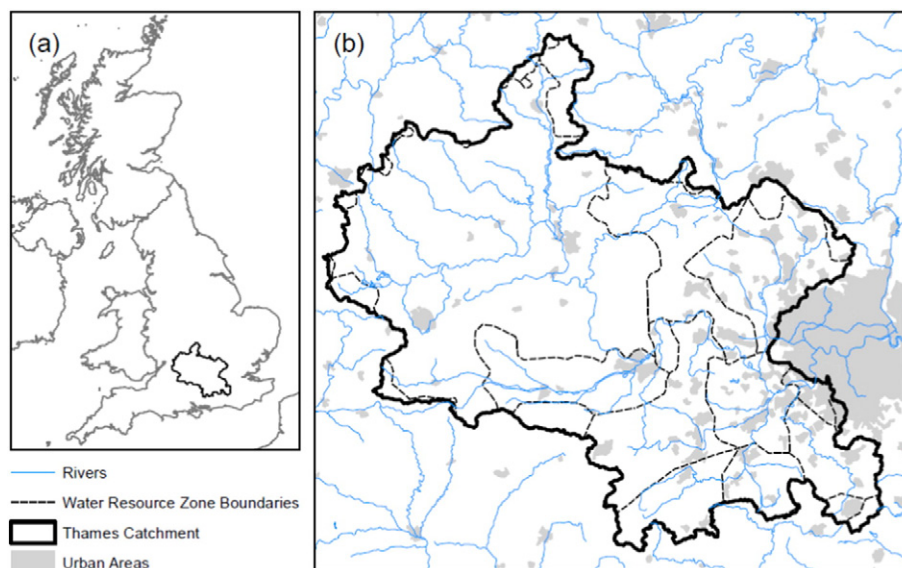 (a)
(b)
Rivers
Water Resource Zone Boundaries
Thames Catchment
Urban Areas